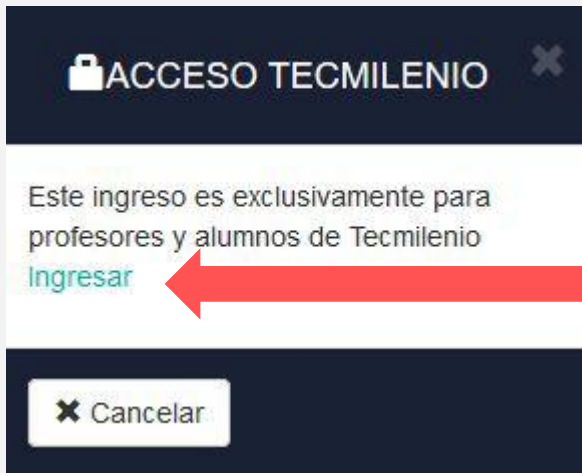 ACCESO TECMILENIO
Este ingreso es exclusivamente para
profesores y alumnos de Tecmilenio
Ingresar
Cancelar